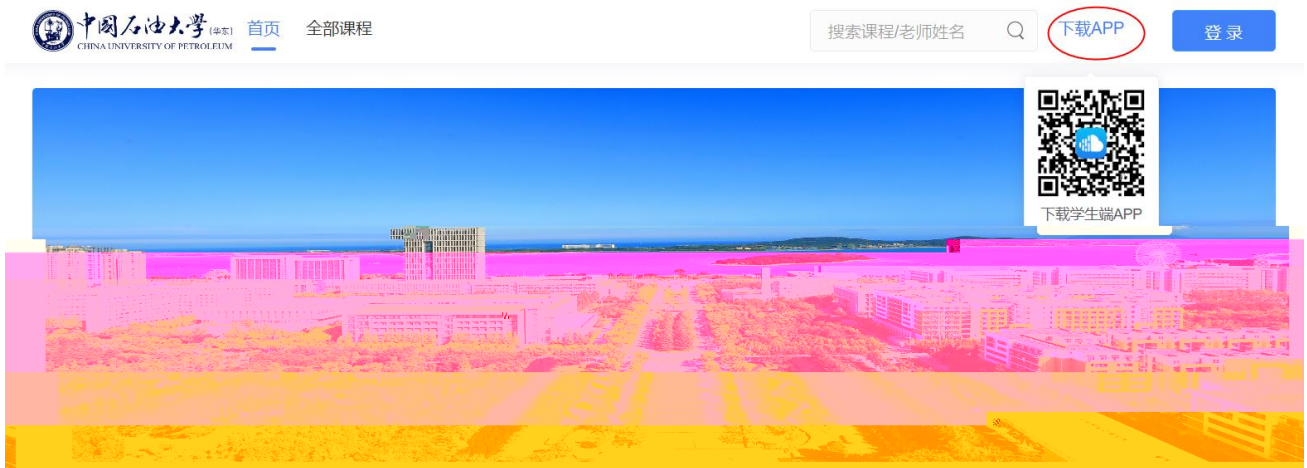 中国石油大学(华东)
CHINA UNIVERSITY OF PETROLEUM
首页
全部课程
搜索课程/老师姓名
下载APP
登录
下载学生端APP